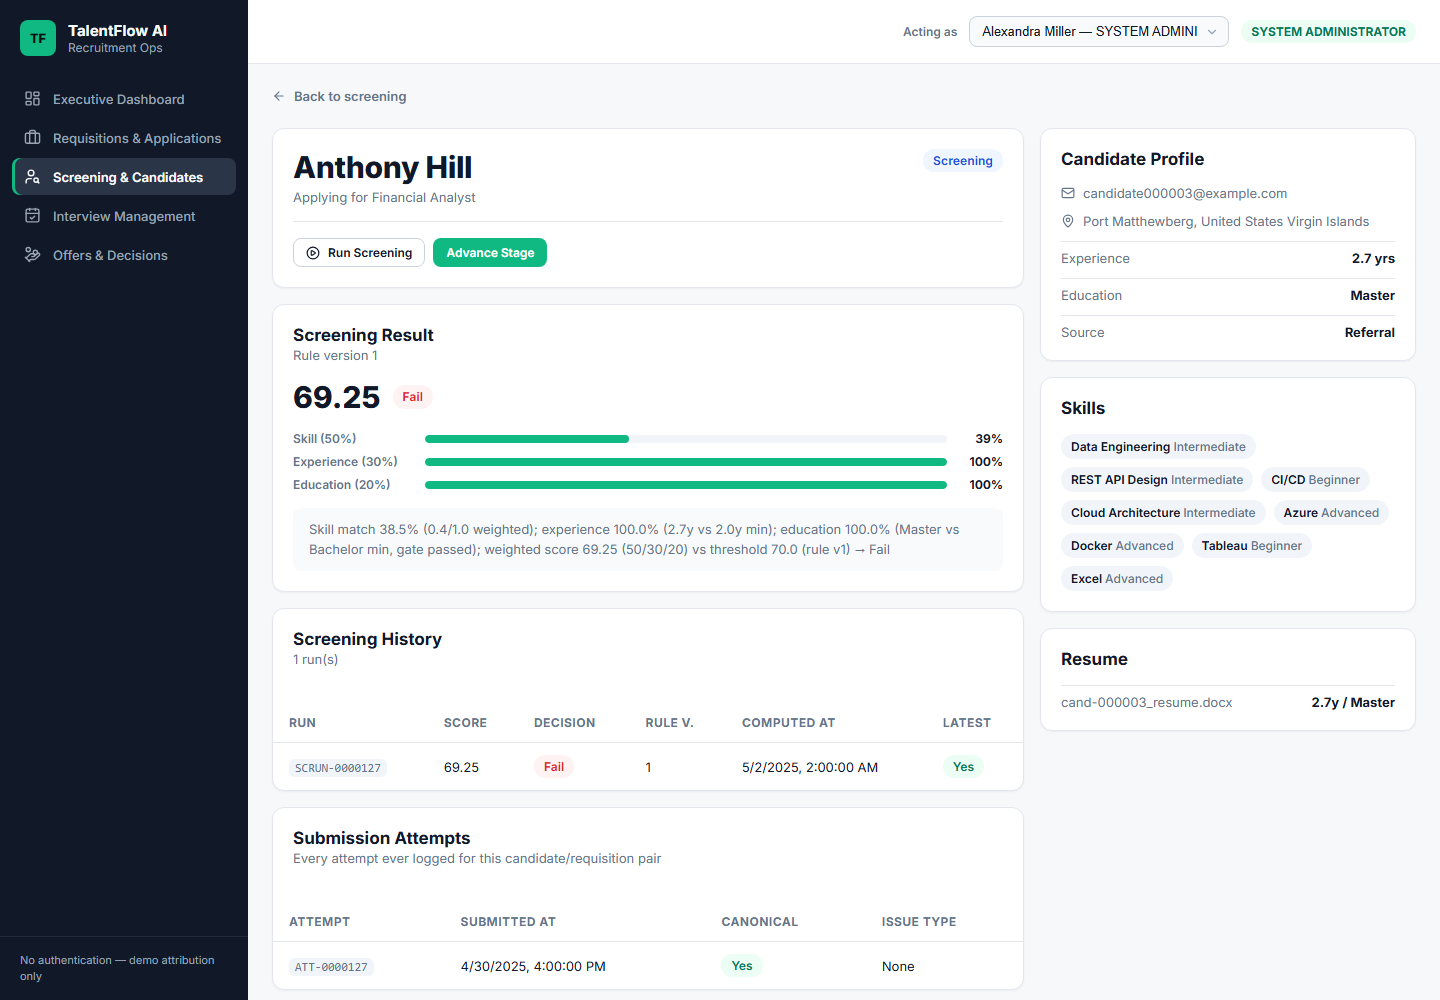 TF
TalentFlow AI
Recruitment Ops
Executive Dashboard
Requisitions & Applications
Screening & Candidates
Interview Management
Offers & Decisions
No authentication — demo attribution
only
Acting as
Alexandra Miller — SYSTEM ADMINI
SYSTEM ADMINISTRATOR
Back to screening
Anthony Hill
Screening
Applying for Financial Analyst
Run Screening
Advance Stage
Screening Result
Rule version 1
69.25 Fail
Skill (50%) 39%
Experience (30%) 100%
Education (20%) 100%
Skill match 38.5% (0.4/1.0 weighted); experience 100.0% (2.7y vs 2.0y min); education 100.0% (Master vs
Bachelor min, gate passed); weighted score 69.25 (50/30/20) vs threshold 70.0 (rule v1) → Fail
Screening History
1 run(s)
RUN SCORE DECISION RULE V. COMPUTED AT LATEST
SCRUN-0000127 69.25 Fail 1 5/2/2025, 2:00:00 AM Yes
Submission Attempts
Every attempt ever logged for this candidate/requisition pair
ATTEMPT SUBMITTED AT CANONICAL ISSUE TYPE
ATT-0000127 4/30/2025, 4:00:00 PM Yes None
Candidate Profile
candidate000003@example.com
Port Matthewberg, United States Virgin Islands
Experience 2.7 yrs
Education Master
Source Referral
Skills
Data Engineering Intermediate
REST API Design Intermediate CI/CD Beginner
Cloud Architecture Intermediate Azure Advanced
Docker Advanced Tableau Beginner
Excel Advanced
Resume
cand-000003_resume.docx 2.7y / Master